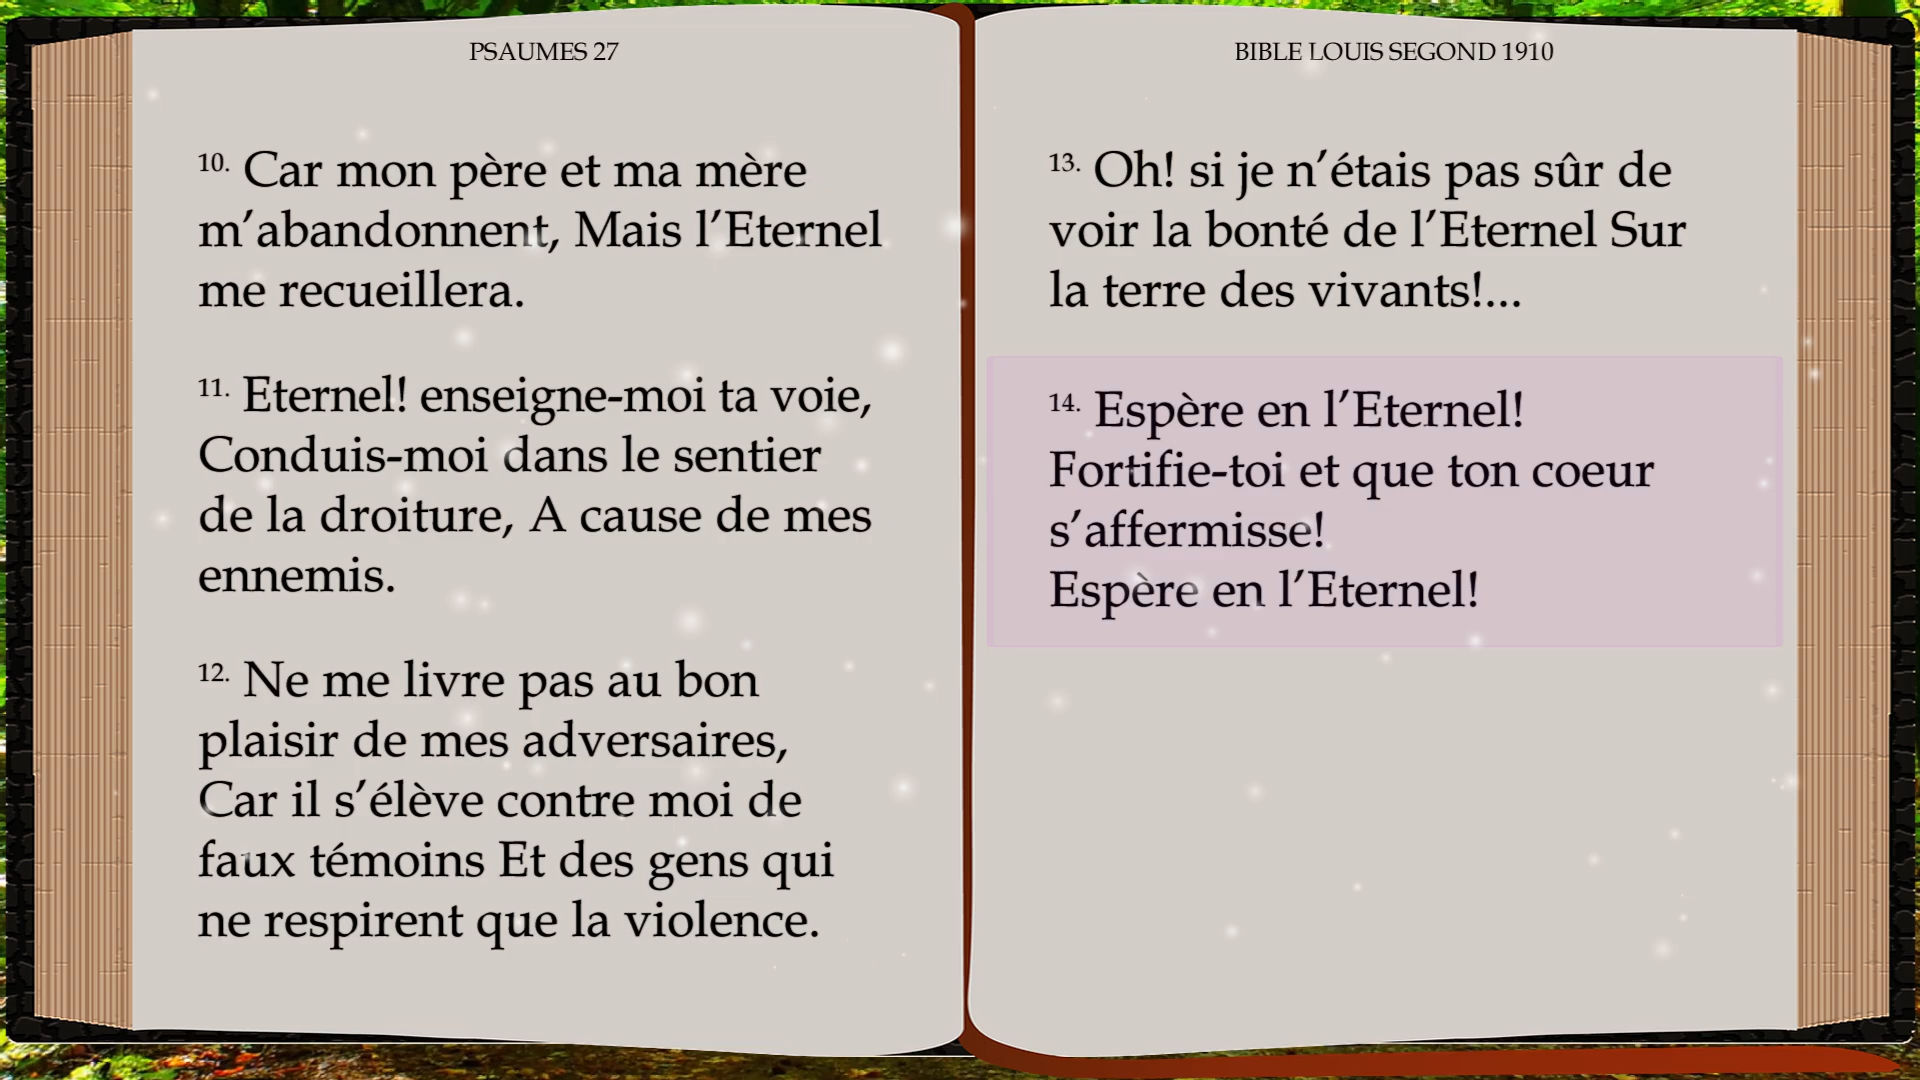 PSAUMES 27
10. Car mon père et ma mère
m’abandonnent, Mais l’Eternel
me recueillera.
11. Eternel! enseigne-moi ta voie,
Conduis-moi dans le sentier
de la droiture, A cause de mes
ennemis.
12. Ne me livre pas au bon
plaisir de mes adversaires,
Car il s’élève contre moi de
faux témoins Et des gens qui
ne respirent que la violence.
BIBLE LOUIS SEGOND 1910
13. Oh! si je n’étais pas sûr de
voir la bonté de l’Eternel Sur
la terre des vivants!...
14. Espère en l’Eternel!
Fortifie-toi et que ton coeur
s’affermisse!
Espère en l’Eternel!